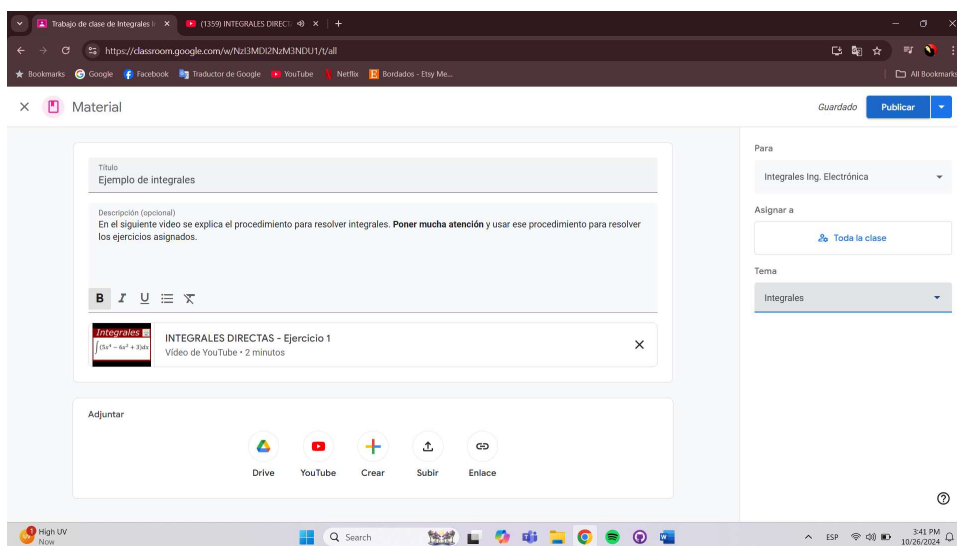 Trabajo de clase de Integrales I
(1359) INTEGRALES DIRECT
https://classroom.google.com/w/NzI3MDI2NzM3NDU1/t/all
Bookmarks Google Facebook Traductor de Google YouTube Netflix Bordados - Etsy Me... All Bookmarks
Material Guardado Publicar
Título
Ejemplo de integrales
Descripción (opcional)
En el siguiente video se explica el procedimiento para resolver integrales. Poner mucha atención y usar ese procedimiento para resolver
los ejercicios asignados.
B I U
Integrales
∫(5x⁴ − 6x² + 3)dx
INTEGRALES DIRECTAS - Ejercicio 1
Vídeo de YouTube • 2 minutos
Adjuntar
Drive YouTube Crear Subir Enlace
Para
Integrales Ing. Electrónica
Asignar a
Toda la clase
Tema
Integrales
1
High UV
Now
Search
ESP
3:41 PM
10/26/2024